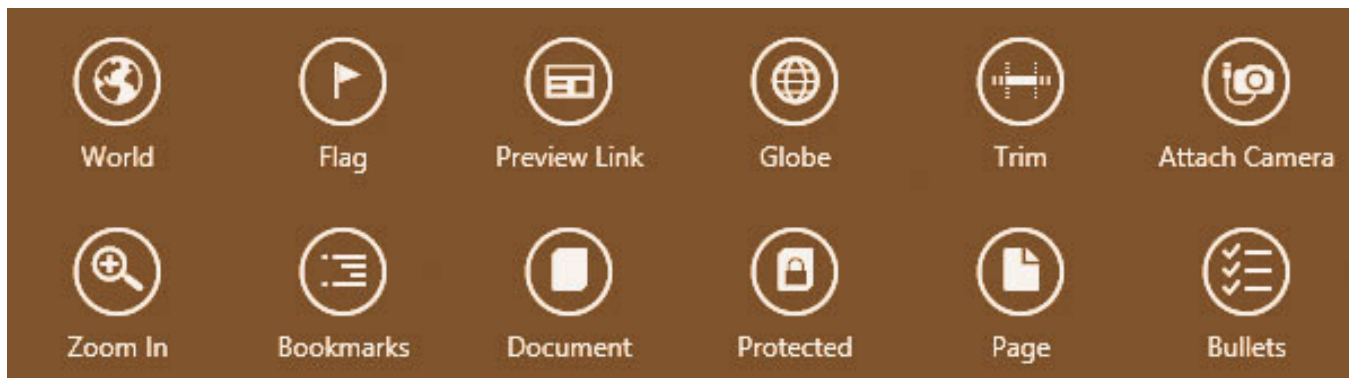 World Flag Preview Link Globe Trim Attach Camera
Zoom In Bookmarks Document Protected Page Bullets